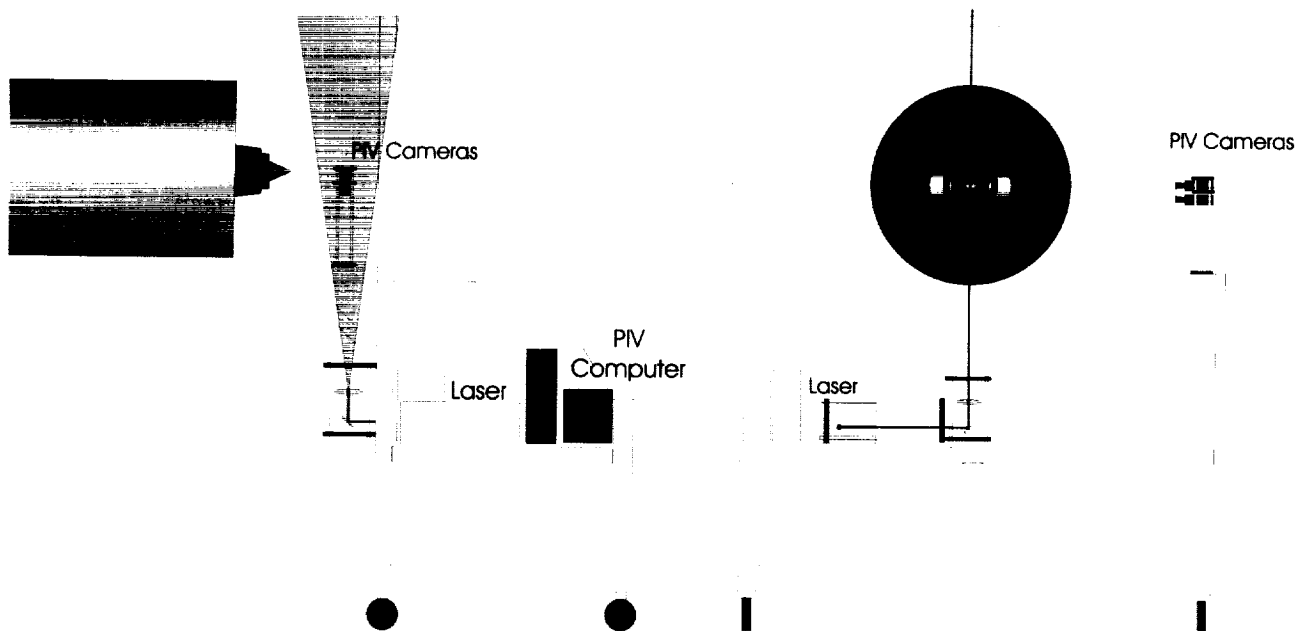 PIV Cameras
PIV Cameras
PIV
Computer
Laser
Laser